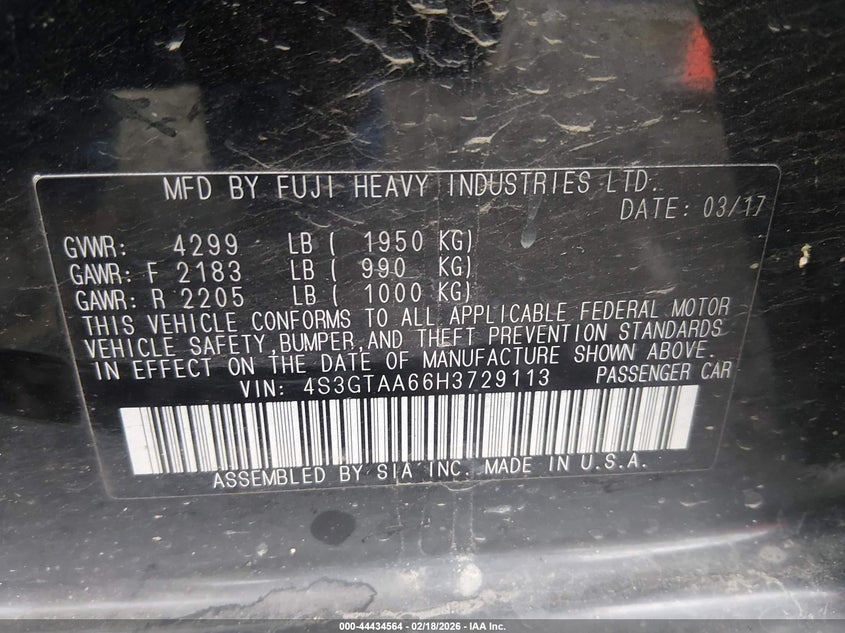 MFD BY FUJI HEAVY INDUSTRIES LTD.
DATE: 03/17
GVWR: 4299 LB ( 1950 KG)
GAWR: F 2183 LB ( 990 KG)
GAWR: R 2205 LB ( 1000 KG)
THIS VEHICLE CONFORMS TO ALL APPLICABLE FEDERAL MOTOR
VEHICLE SAFETY,BUMPER,AND THEFT PREVENTION STANDARDS
IN EFFECT ON THE DATE OF MANUFACTURE SHOWN ABOVE.
VIN: 4S3GTAA66H3729113 PASSENGER CAR
ASSEMBLED BY SIA INC. MADE IN U.S.A.
000-44434564 - 02/18/2026 - IAA Inc.